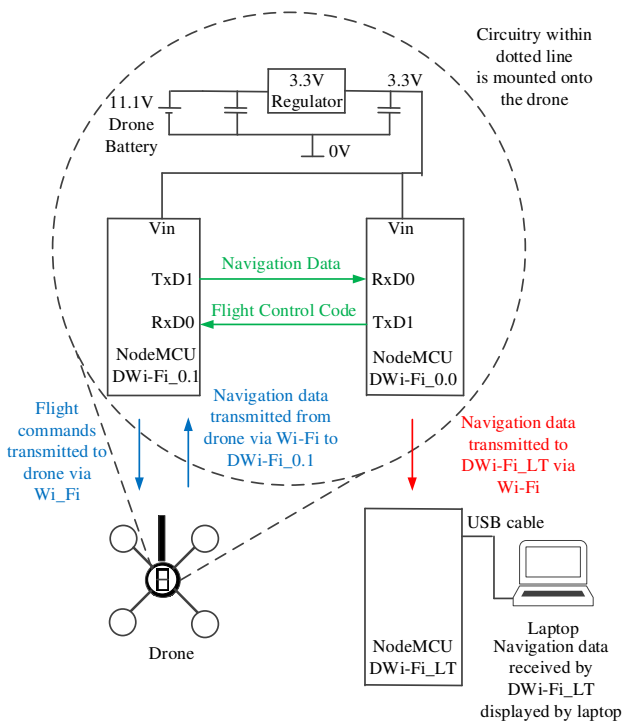 Circuitry within
dotted line
is mounted onto
the drone
3.3V
Regulator
3.3V
11.1V
Drone
Battery
0V
Vin
Vin
Navigation Data
TxD1
RxD0
Flight Control Code
RxD0
TxD1
NodeMCU
DWi-Fi_0.1
NodeMCU
DWi-Fi_0.0
Flight
commands
transmitted to
drone via
Wi_Fi
Navigation data
transmitted from
drone via Wi-Fi to
DWi-Fi_0.1
Navigation data
transmitted to
DWi-Fi_LT via
Wi-Fi
USB cable
Drone
NodeMCU
DWi-Fi_LT
Laptop
Navigation data
received by
DWi-Fi_LT
displayed by laptop